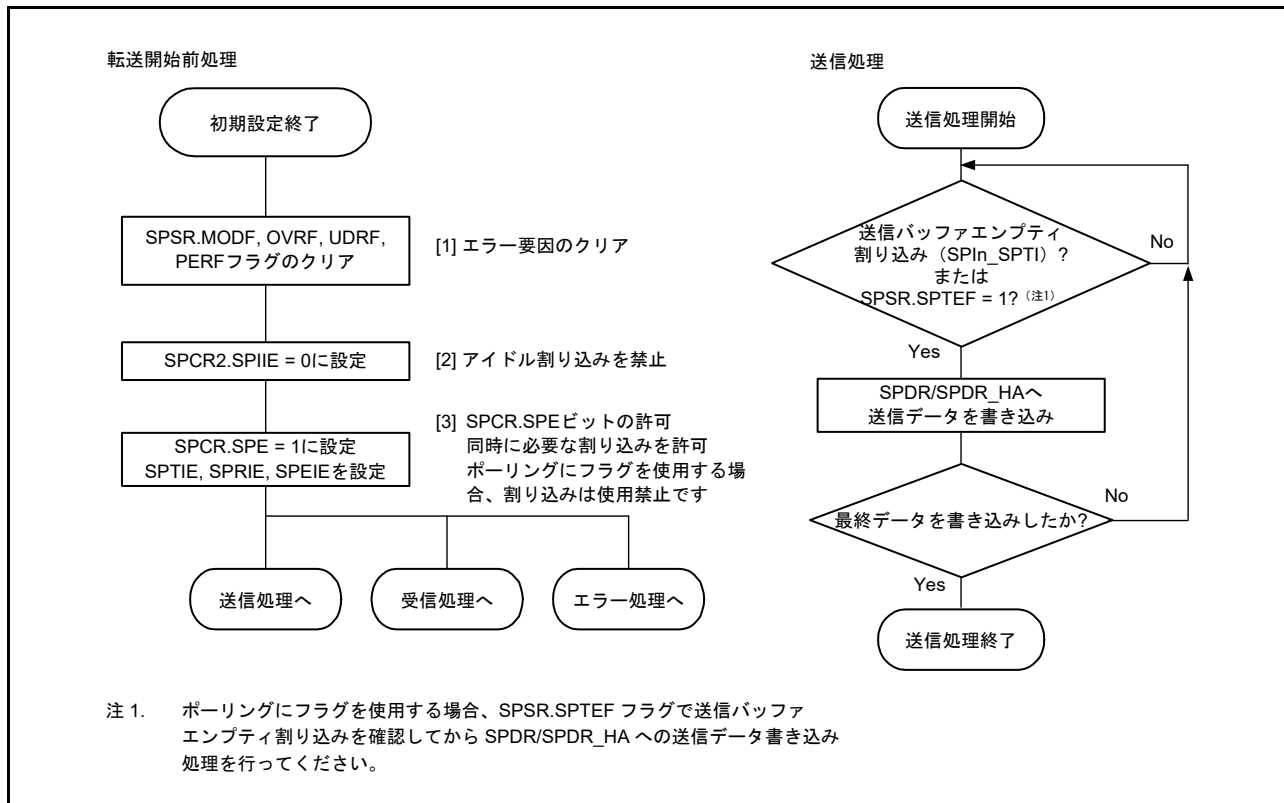 転送開始前処理
初期設定終了
SPSR.MODF, OVRF, UDRF,
PERFフラグのクリア
[1] エラー要因のクリア
SPCR2.SPIIE = 0に設定
[2] アイドル割り込みを禁止
SPCR.SPE = 1に設定
SPTIE, SPRIE, SPEIEを設定
[3] SPCR.SPEビットの許可
同時に必要な割り込みを許可
ポーリングにフラグを使用する場
合、割り込みは使用禁止です
送信処理へ
受信処理へ
エラー処理へ
送信処理
送信処理開始
送信バッファエンプティ
割り込み（SPIn_SPTI）?
または
SPSR.SPTEF = 1?（注1）
No
Yes
SPDR/SPDR_HAへ
送信データを書き込み
最終データを書き込みしたか?
No
Yes
送信処理終了
注 1. ポーリングにフラグを使用する場合、SPSR.SPTEF フラグで送信バッファ
エンプティ割り込みを確認してから SPDR/SPDR_HA への送信データ書き込み
処理を行ってください。